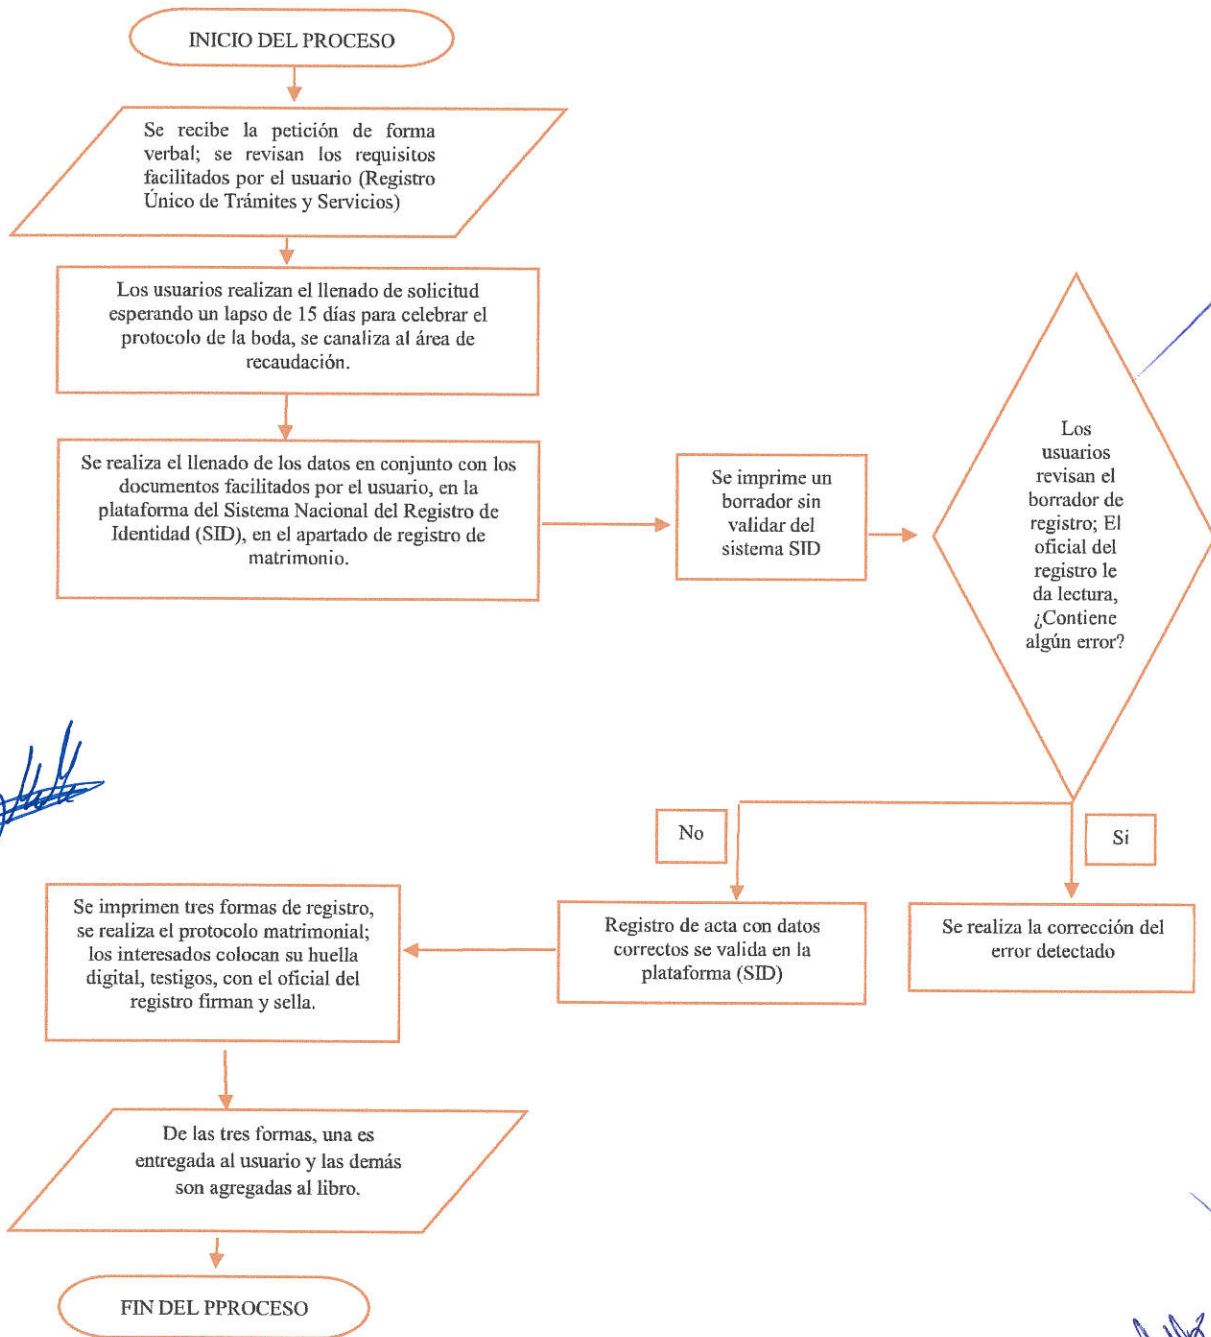 INICIO DEL PROCESO
Se recibe la petición de forma
verbal; se revisan los requisitos
facilitados por el usuario (Registro
Único de Trámites y Servicios)
Los usuarios realizan el llenado de solicitud
esperando un lapso de 15 días para celebrar el
protocolo de la boda, se canaliza al área de
recaudación.
Se realiza el llenado de los datos en conjunto con los
documentos facilitados por el usuario, en la
plataforma del Sistema Nacional del Registro de
Identidad (SID), en el apartado de registro de
matrimonio.
Se imprime un
borrador sin
validar del
sistema SID
Los
usuarios
revisan el
borrador de
registro; El
oficial del
registro le
da lectura,
¿Contiene
algún error?
No
Si
Se realiza la corrección del
error detectado
Registro de acta con datos
correctos se valida en la
plataforma (SID)
Se imprimen tres formas de registro,
se realiza el protocolo matrimonial;
los interesados colocan su huella
digital, testigos, con el oficial del
registro firman y sella.
De las tres formas, una es
entregada al usuario y las demás
son agregadas al libro.
FIN DEL PPROCESO